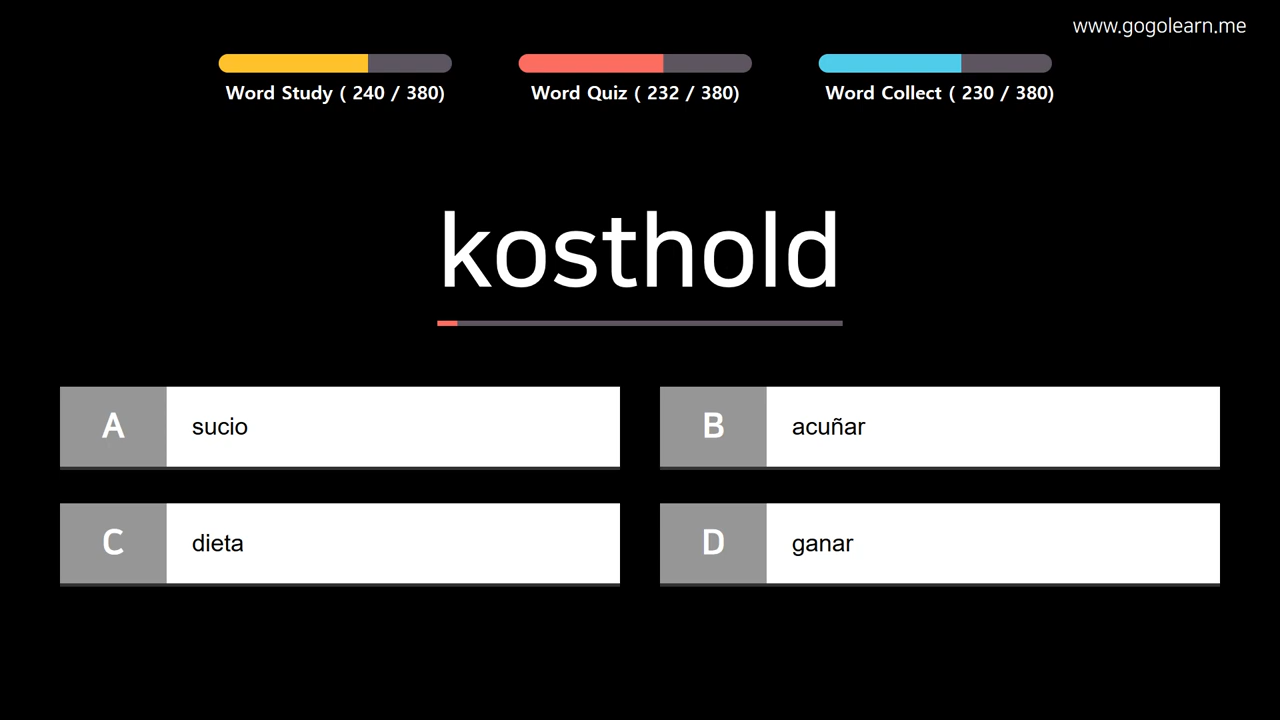 www.gogolearn.me
Word Study ( 240 / 380)
Word Quiz ( 232 / 380)
Word Collect ( 230 / 380)
kosthold
A sucio
B acuñar
C dieta
D ganar